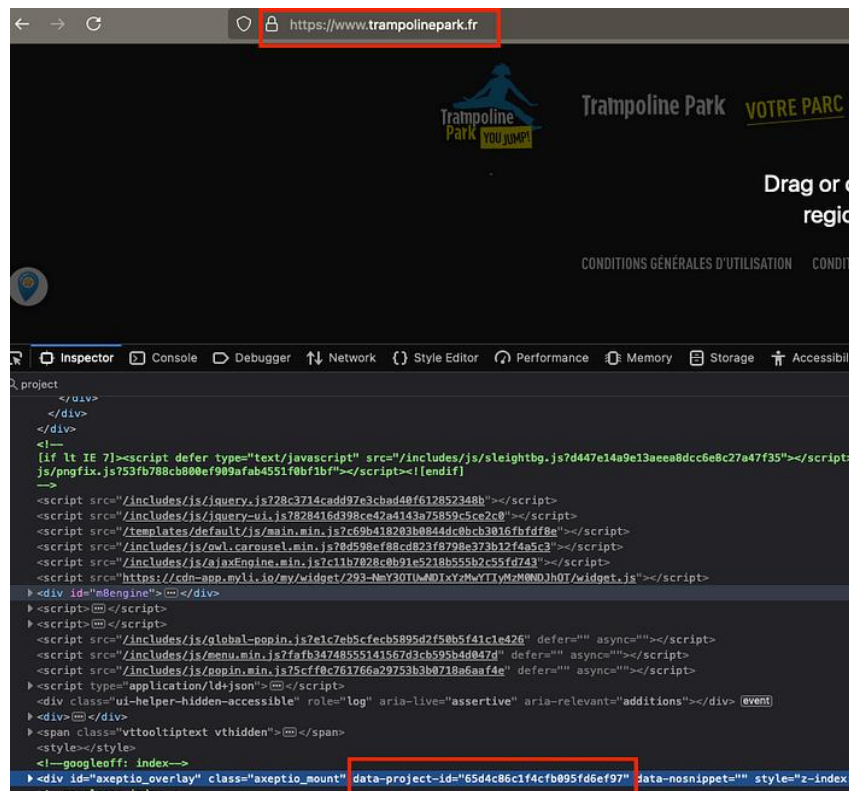 https://www.trampolinepark.fr
Trampoline
Park YOU JUMP!
Trampoline Park VOTRE PARC
Drag or
regio
CONDITIONS GÉNÉRALES D'UTILISATION CONDIT
Inspector Console Debugger Network {} Style Editor Performance Memory Storage Accessibil
project
</div>
</div>
</div>
<!--
[if lt IE 7]><script defer type="text/javascript" src="/includes/js/sleightbg.js?d447e14a9e13aeea8dcc6e8c27a47f35"></script>
js/pngfix.js?53fb788cb800ef909afab4551f0bf1bf"></script><![endif]
-->
<script src="/includes/js/jquery.js?28c3714cadd97e3cbad40f612852348b"></script>
<script src="/includes/js/jquery-ui.js?828416d398ce42a4143a75859c5ce2c0"></script>
<script src="/templates/default/js/main.min.js?c69b418203b0844dc0bcb3016fbfdf8e"></script>
<script src="/includes/js/owl.carousel.min.js?0d598ef88cd823f8798e373b12f4a5c3"></script>
<script src="/includes/js/ajaxEngine.min.js?c11b7028c0b91e5218b555b2c55fd743"></script>
<script src="https://cdn-app.myli.io/my/widget/293-NmY3OTUwNDIxYzMwYTIyMzM0NDJhOT/widget.js"></script>
<div id="m8engine"></div>
<script></script>
<script></script>
<script src="/includes/js/global-popin.js?e1c7eb5cfecb5895d2f50b5f41c1e426" defer="" async=""></script>
<script src="/includes/js/menu.min.js?fafb34748555141567d3cb595b4d047d" defer="" async=""></script>
<script src="/includes/js/popin.min.js?5cff0c761766a29753b3b0718a6aaf4e" defer="" async=""></script>
<script type="application/ld+json"></script>
<div class="ui-helper-hidden-accessible" role="log" aria-live="assertive" aria-relevant="additions"></div> event
<div></div>
<span class="vttooltiptext vthidden"></span>
<style></style>
<!--googleoff: index-->
<div id="axeptio_overlay" class="axeptio_mount" data-project-id="65d4c86c1f4cfb095fd6ef97" data-nosnippet="" style="z-index